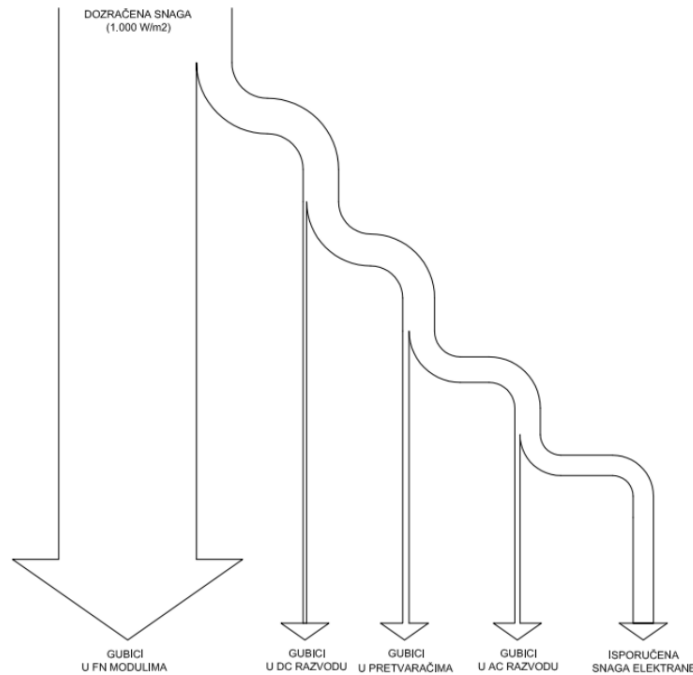 DOZRAČENA SNAGA
(1.000 W/m2)
GUBICI
U FN MODULIMA
GUBICI
U DC RAZVODU
GUBICI
U PRETVARAČIMA
GUBICI
U AC RAZVODU
ISPORUČENA
SNAGA ELEKTRANE